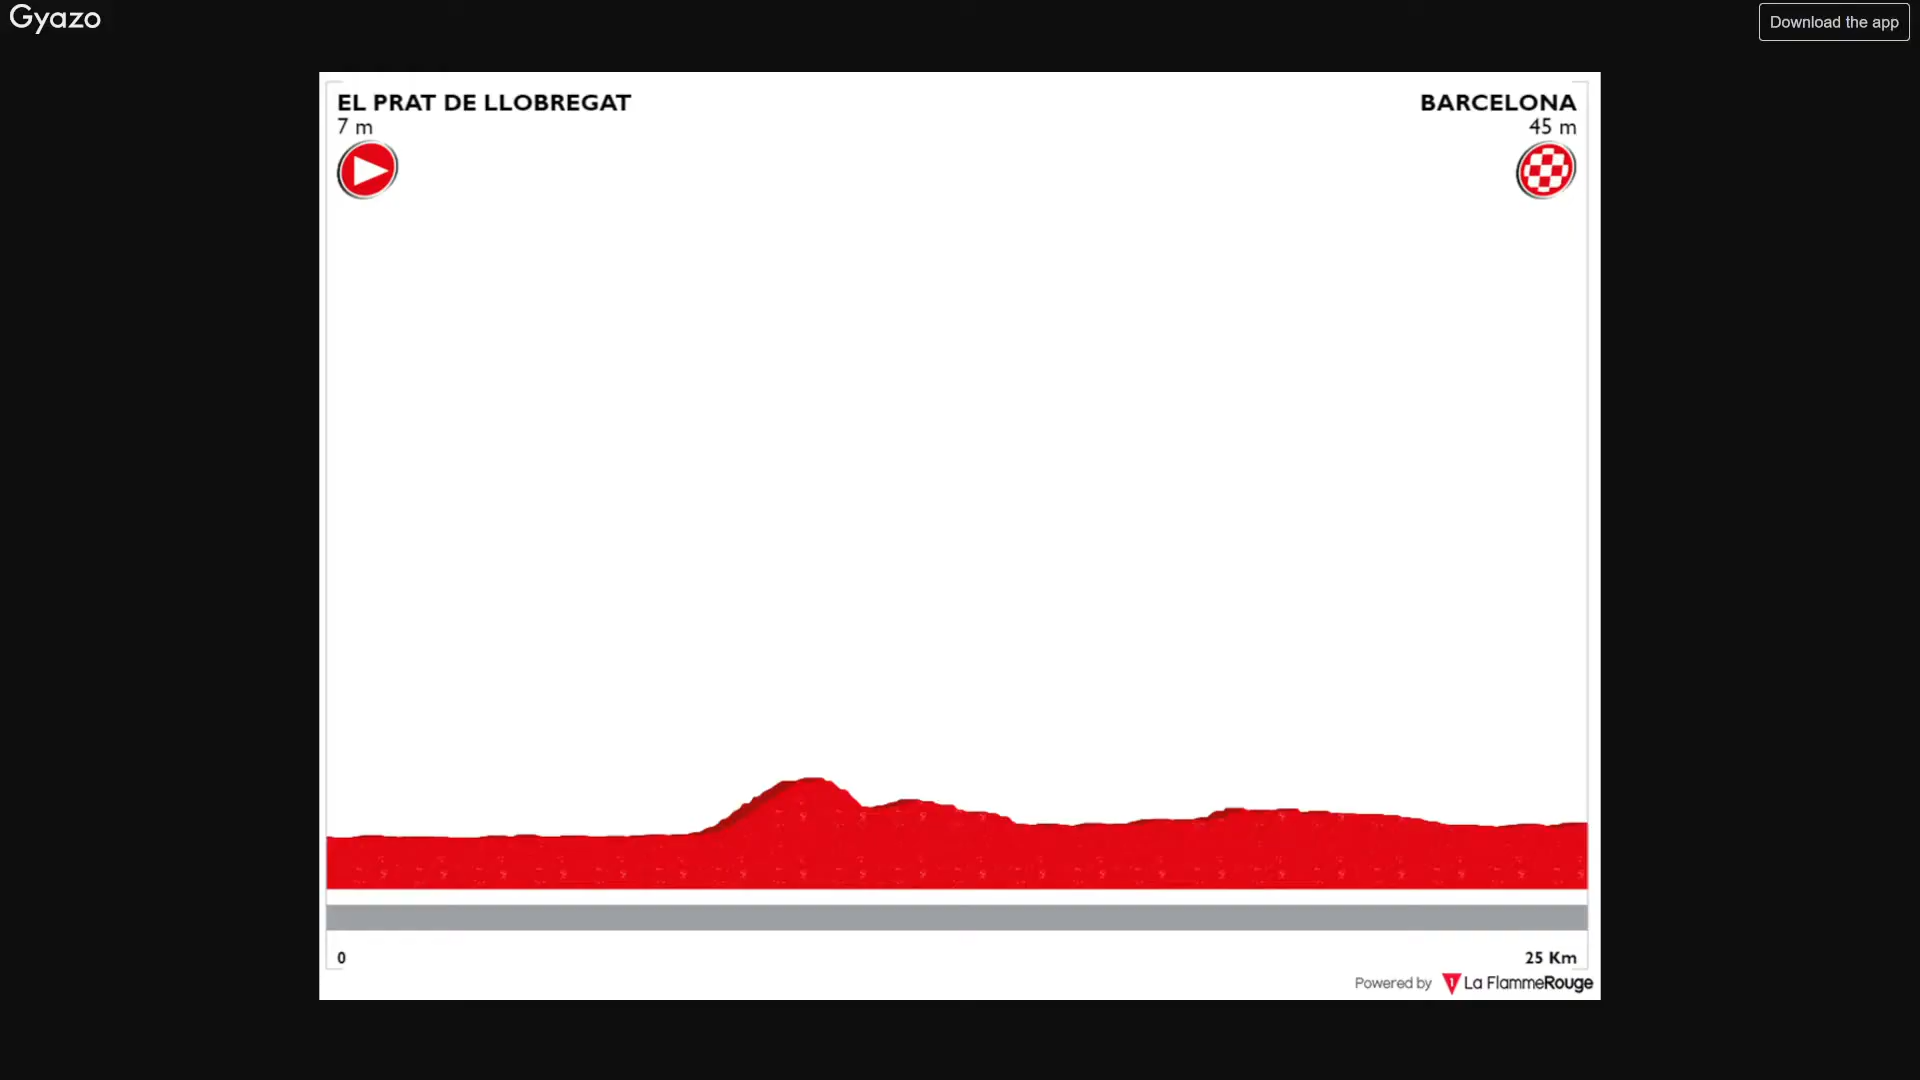 Gyazo
Download the app
EL PRAT DE LLOBREGAT
7 m
BARCELONA
45 m
0
25 Km
Powered by La FlammeRouge